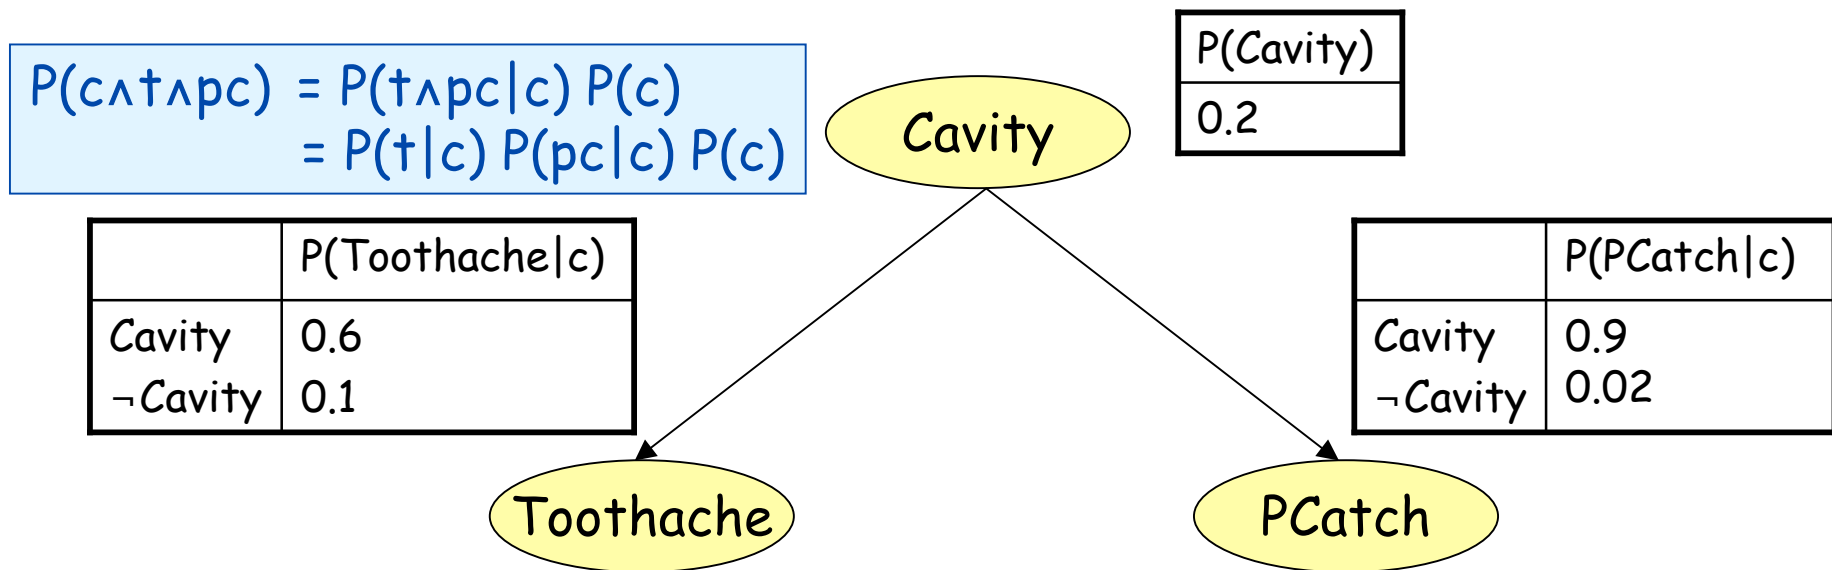 P(c∧t∧pc) = P(t∧pc|c) P(c)
= P(t|c) P(pc|c) P(c)
Cavity
P(Cavity)
0.2
P(Toothache|c)
Cavity 0.6
¬Cavity 0.1
P(PCatch|c)
Cavity 0.9
¬Cavity 0.02
Toothache
PCatch